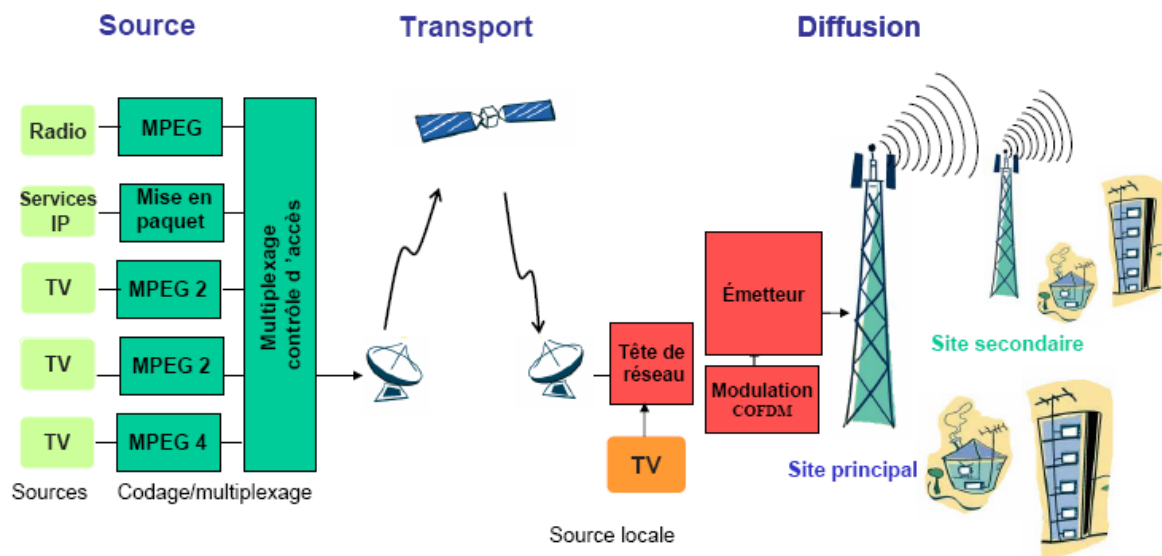 Source
Transport
Diffusion
Radio
MPEG
Services
IP
Mise en
paquet
TV
MPEG 2
TV
MPEG 2
TV
MPEG 4
Multiplexage
contrôle d 'accès
Sources
Codage/multiplexage
Tête de
réseau
TV
Source locale
Émetteur
Modulation
COFDM
Site secondaire
Site principal